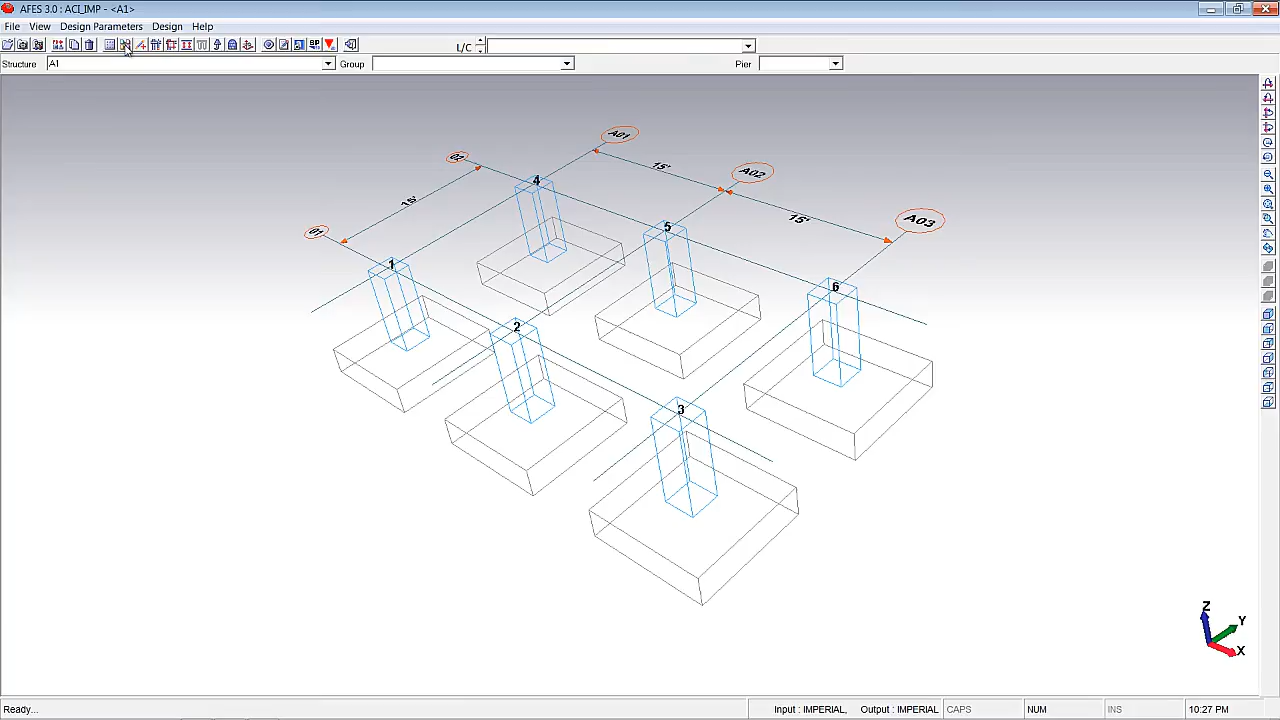 AFES 3.0 : ACI_IMP - <A1>
File View Design Parameters Design Help
L/C
Structure A1 Group Pier
A01
02
A02
15'
4
15'
15'
A03
01
5
1
6
2
3
Z
Y
X
Ready... Input : IMPERIAL, Output : IMPERIAL CAPS NUM INS 10:27 PM